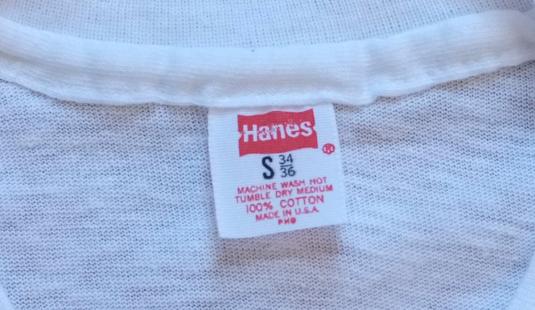 Hanes ®
S 34/36
MACHINE WASH HOT
TUMBLE DRY MEDIUM
100% COTTON
MADE IN U.S.A.